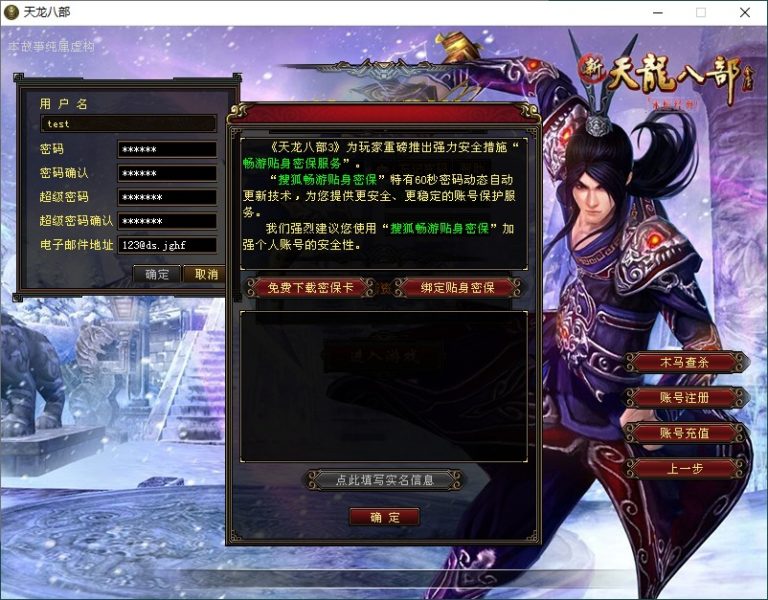 天龙八部
本故事纯属虚构
新天龍八部
用 户 名
test
密码 ******
密码确认 ******
超级密码 *******
超级密码确认 *******
电子邮件地址 123@ds.jghf
确定 取消
《天龙八部3》为玩家重磅推出强力安全措施“
畅游贴身密保服务”。
“搜狐畅游贴身密保”特有60秒密码动态自动
更新技术，为您提供更安全、更稳定的账号保护服
务。
我们强烈建议您使用“搜狐畅游贴身密保”加
强个人账号的安全性。
免费下载密保卡 绑定贴身密保
进入游戏
点此填写实名信息
确 定
木马查杀
账号注册
账号充值
上一步